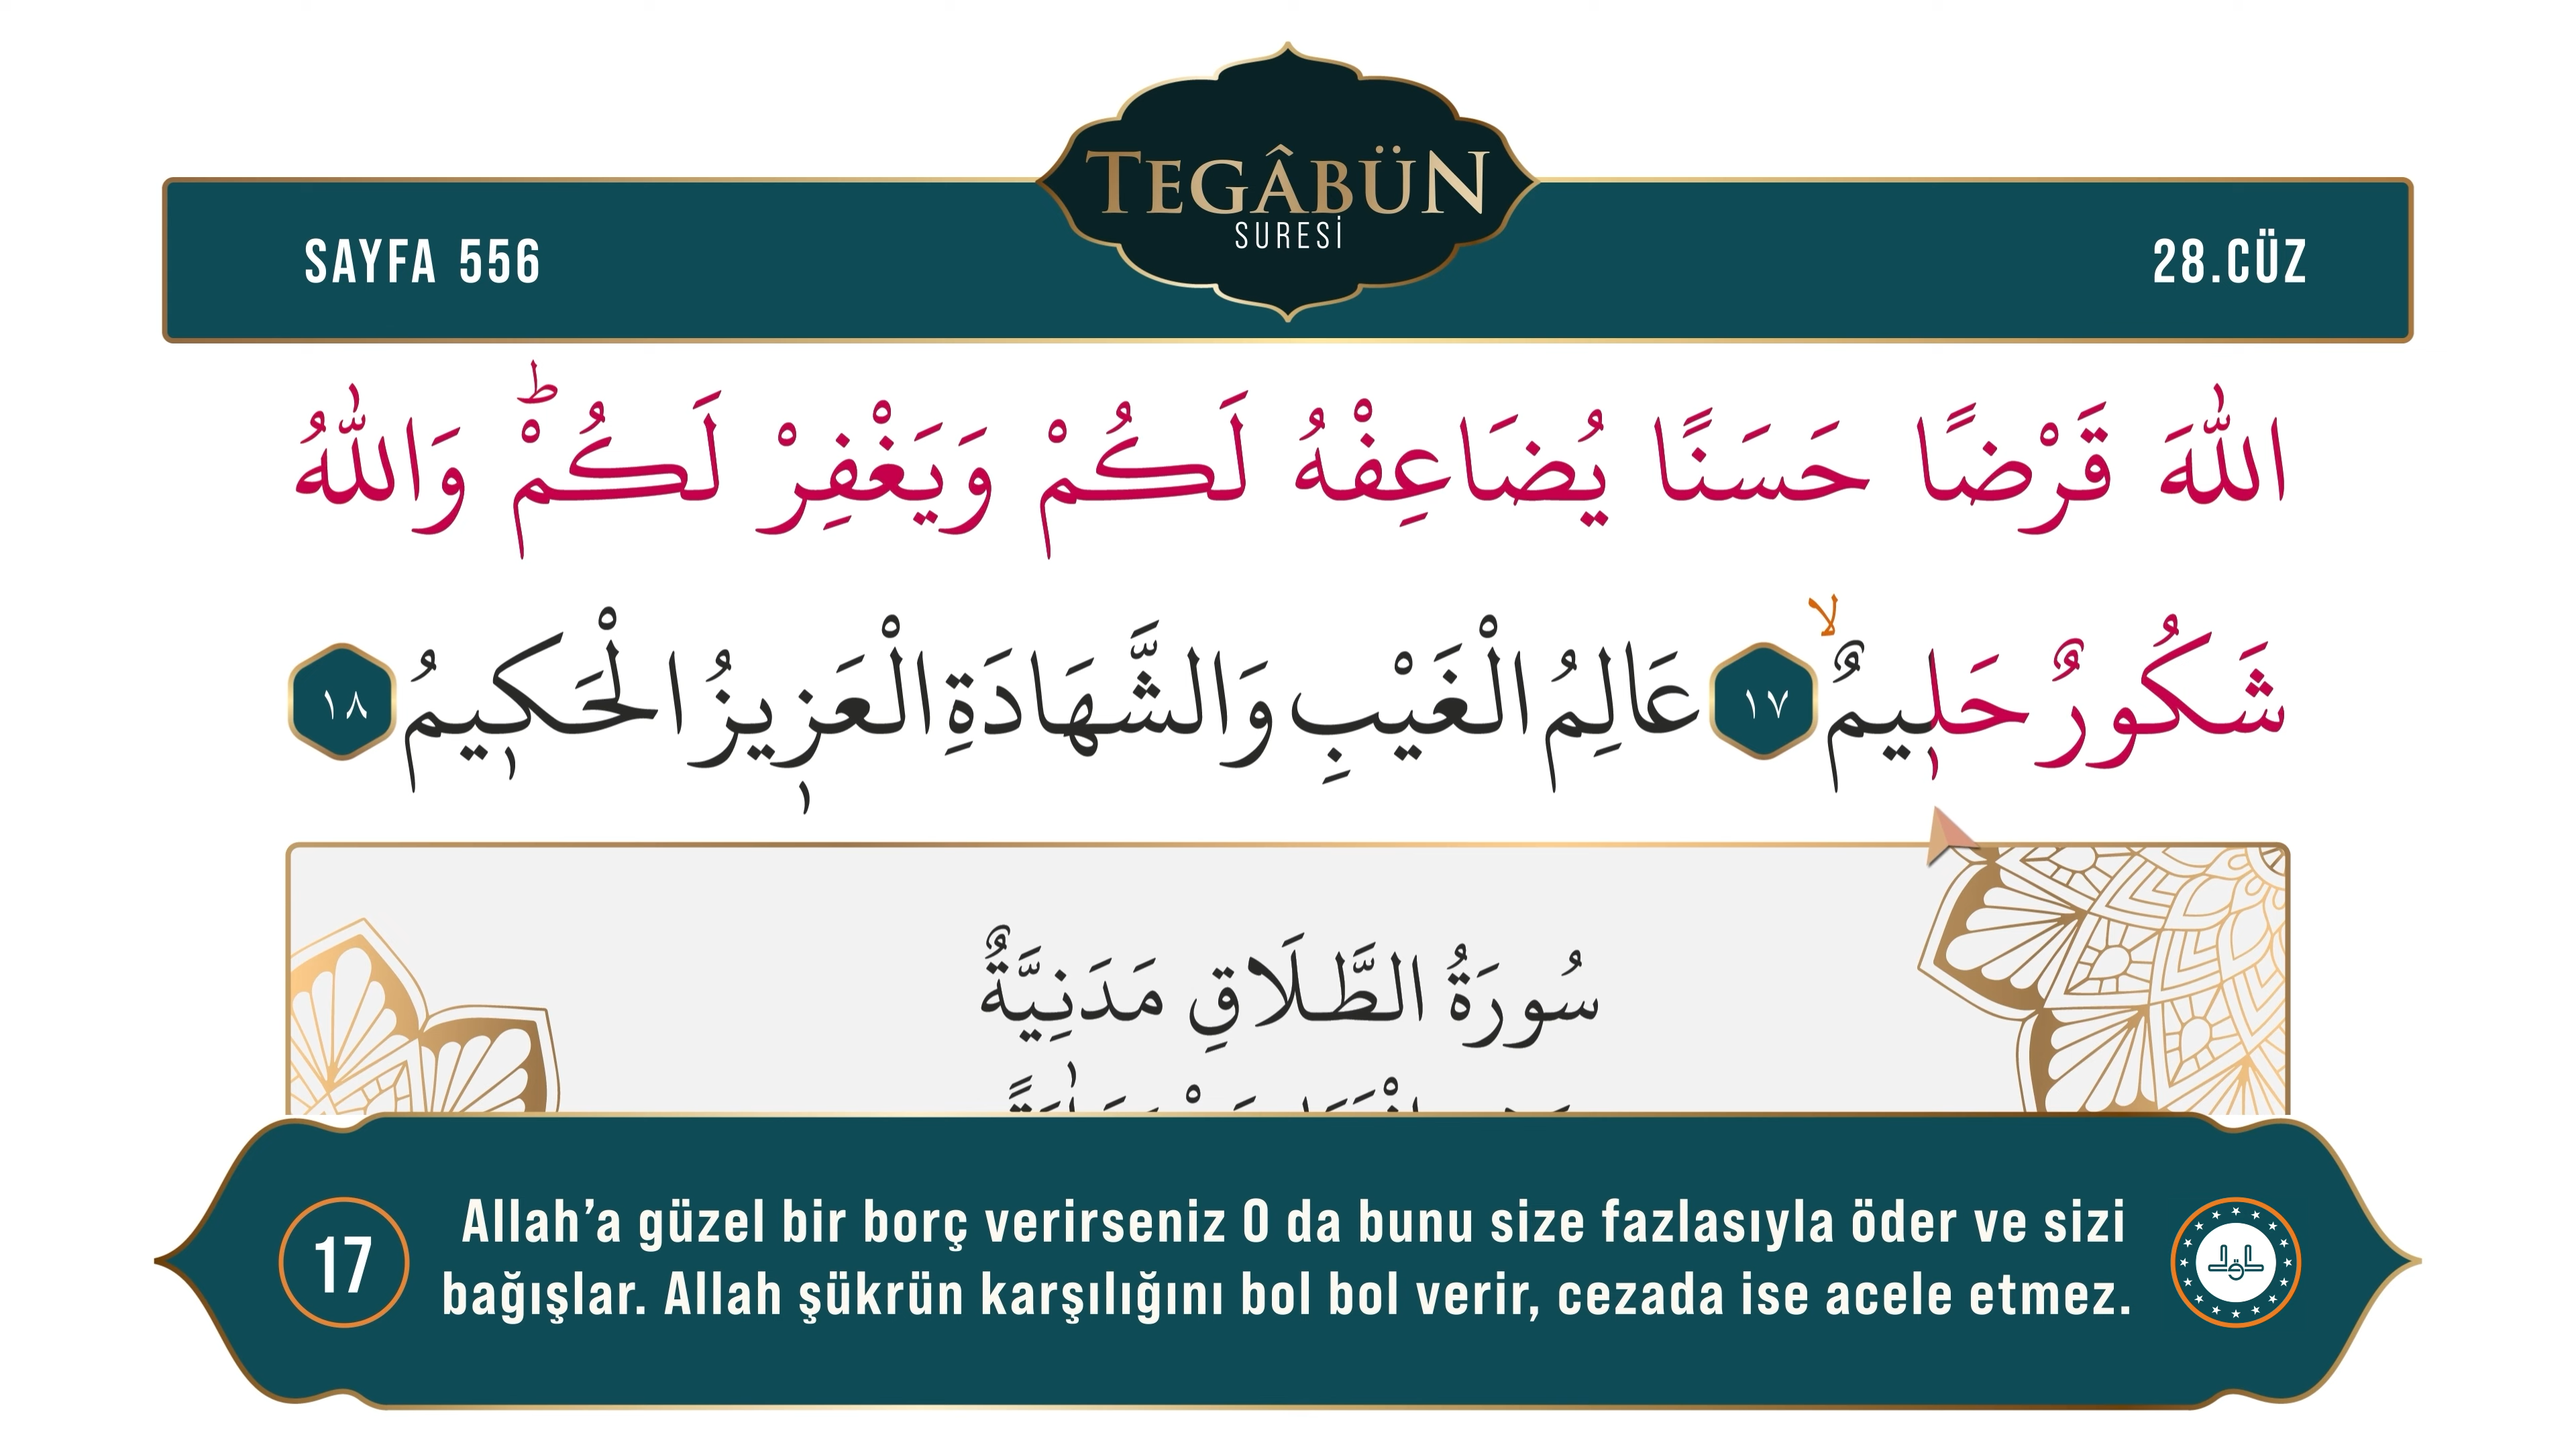 TEGÂBÜN
SURESİ
SAYFA 556
28.CÜZ
اللّٰهَ قَرْضًا حَسَنًا يُضَاعِفْهُ لَكُمْ وَيَغْفِرْ لَكُمْۜ وَاللّٰهُ
شَكُورٌ حَلٖيمٌۙ ١٧ عَالِمُ الْغَيْبِ وَالشَّهَادَةِ الْعَزٖيزُ الْحَكٖيمُ ١٨
سُورَةُ الطَّلَاقِ مَدَنِيَّةٌ
17
Allah’a güzel bir borç verirseniz O da bunu size fazlasıyla öder ve sizi
bağışlar. Allah şükrün karşılığını bol bol verir, cezada ise acele etmez.